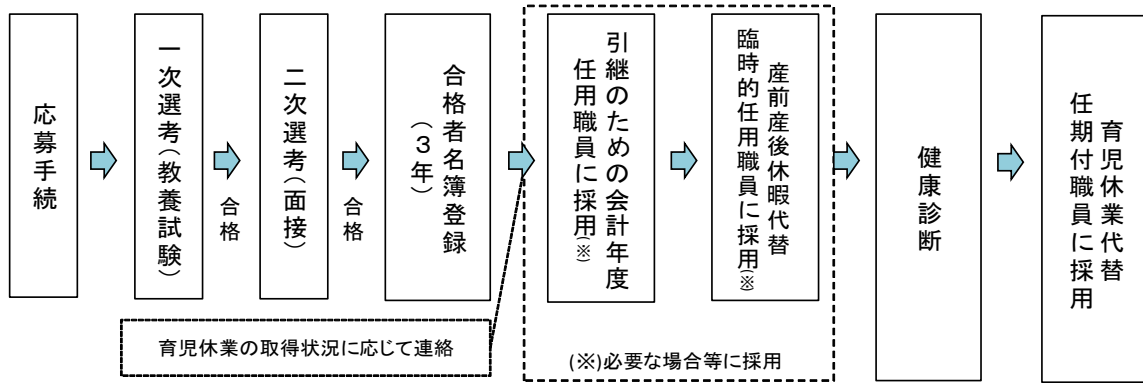 応募手続
一次選考（教養試験）
合格
二次選考（面接）
合格
合格者名簿登録
（３年）
引継のための会計年度
任用職員に採用(※)
産前産後休暇代替
臨時的任用職員に採用(※)
健康診断
育児休業代替
任期付職員に採用
育児休業の取得状況に応じて連絡
(※)必要な場合等に採用